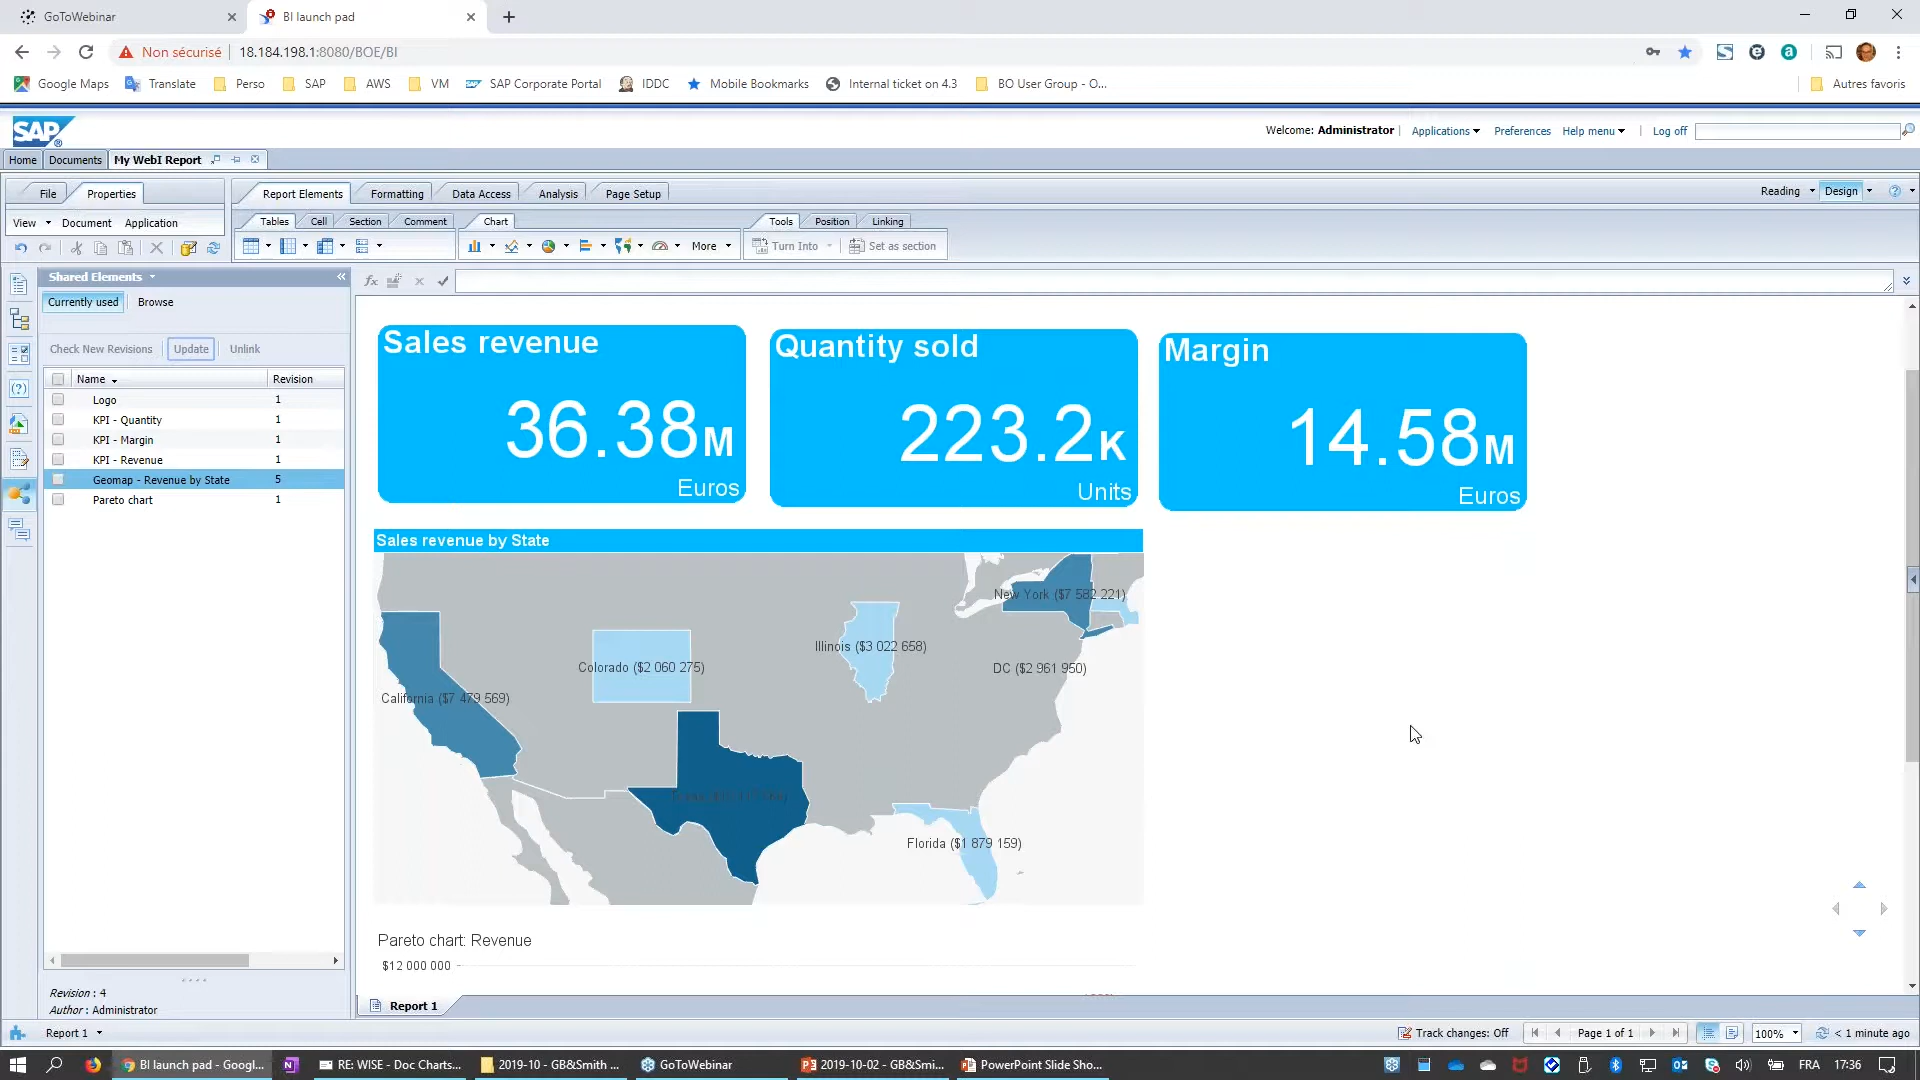 GoToWebinar
BI launch pad
Non sécurisé 18.184.198.1:8080/BOE/BI
Google Maps Translate Perso SAP AWS VM SAP Corporate Portal IDDC Mobile Bookmarks Internal ticket on 4.3 BO User Group - O... Autres favoris
SAP Welcome: Administrator Applications Preferences Help menu Log off
Home Documents My WebI Report
File Properties Report Elements Formatting Data Access Analysis Page Setup Reading Design
View Document Application Tables Cell Section Comment Chart Tools Position Linking
More Turn Into Set as section
Shared Elements
Currently used Browse
Check New Revisions Update Unlink
Name Revision
Logo 1
KPI - Quantity 1
KPI - Margin 1
KPI - Revenue 1
Geomap - Revenue by State 5
Pareto chart 1
Revision : 4
Author : Administrator
Sales revenue
36.38M
Euros
Quantity sold
223.2K
Units
Margin
14.58M
Euros
Sales revenue by State
New York ($7 582 221)
Illinois ($3 022 658)
Colorado ($2 060 275)
DC ($2 961 950)
California ($7 479 569)
Florida ($1 879 159)
Pareto chart: Revenue
$12 000 000
Report 1
Report 1 Track changes: Off Page 1 of 1 100% < 1 minute ago
BI launch pad - Googl... RE: WISE - Doc Charts... 2019-10 - GB&Smith ... GoToWebinar 2019-10-02 - GB&Smi... PowerPoint Slide Sho... FRA 17:36